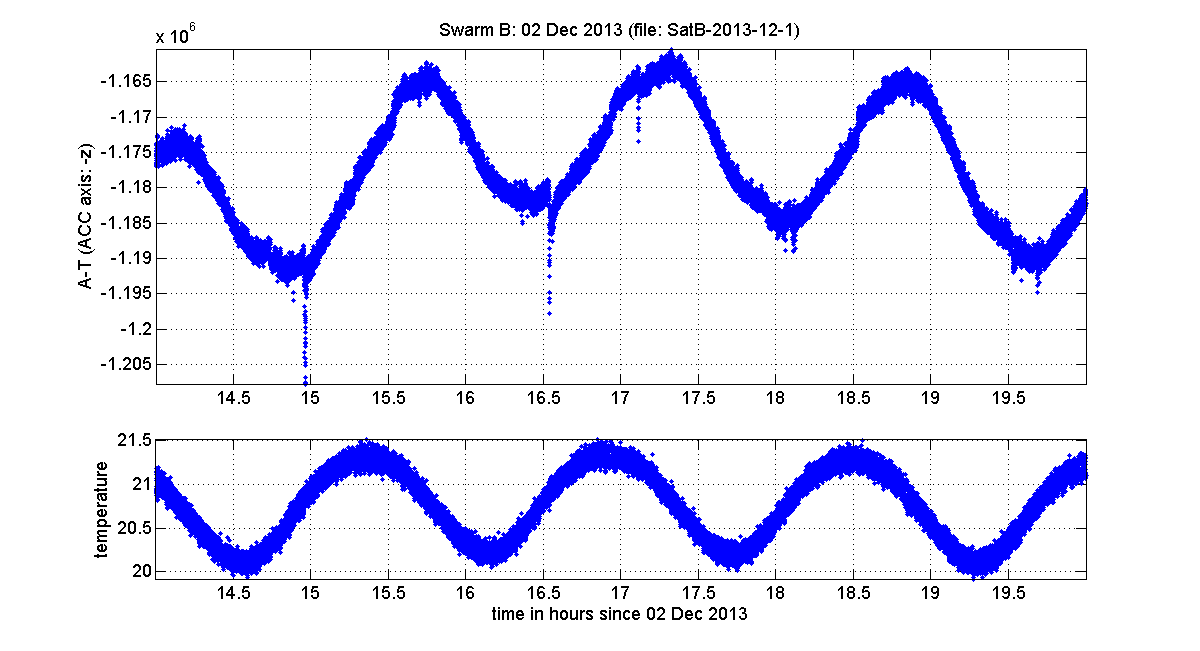 Swarm B: 02 Dec 2013 (file: SatB-2013-12-1)
x 10^6
-1.165
-1.17
-1.175
-1.18
-1.185
-1.19
-1.195
-1.2
-1.205
A-T (ACC axis: -z)
14.5 15 15.5 16 16.5 17 17.5 18 18.5 19 19.5
21.5
21
20.5
20
temperature
14.5 15 15.5 16 16.5 17 17.5 18 18.5 19 19.5
time in hours since 02 Dec 2013